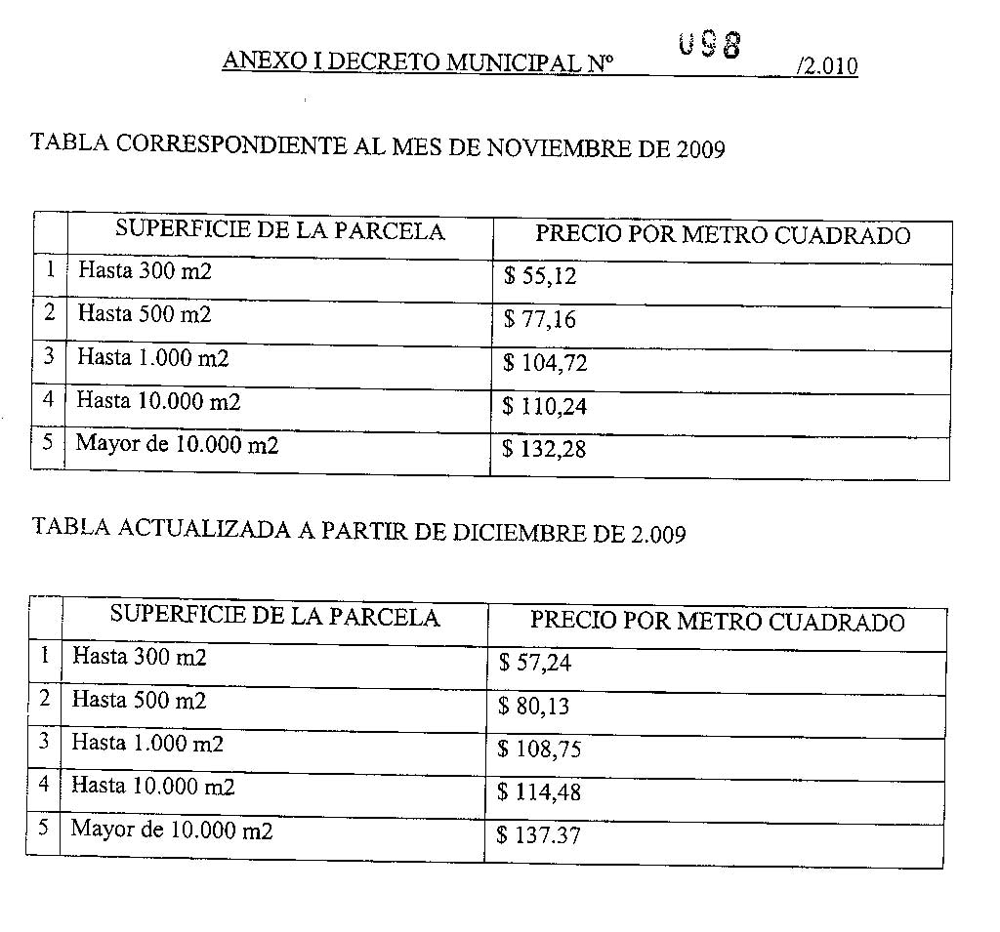 ANEXO I DECRETO MUNICIPAL Nº 098 /2.010
TABLA CORRESPONDIENTE AL MES DE NOVIEMBRE DE 2009
SUPERFICIE DE LA PARCELA PRECIO POR METRO CUADRADO
1 Hasta 300 m2 $ 55,12
2 Hasta 500 m2 $ 77,16
3 Hasta 1.000 m2 $ 104,72
4 Hasta 10.000 m2 $ 110,24
5 Mayor de 10.000 m2 $ 132,28
TABLA ACTUALIZADA A PARTIR DE DICIEMBRE DE 2.009
SUPERFICIE DE LA PARCELA PRECIO POR METRO CUADRADO
1 Hasta 300 m2 $ 57,24
2 Hasta 500 m2 $ 80,13
3 Hasta 1.000 m2 $ 108,75
4 Hasta 10.000 m2 $ 114,48
5 Mayor de 10.000 m2 $ 137.37